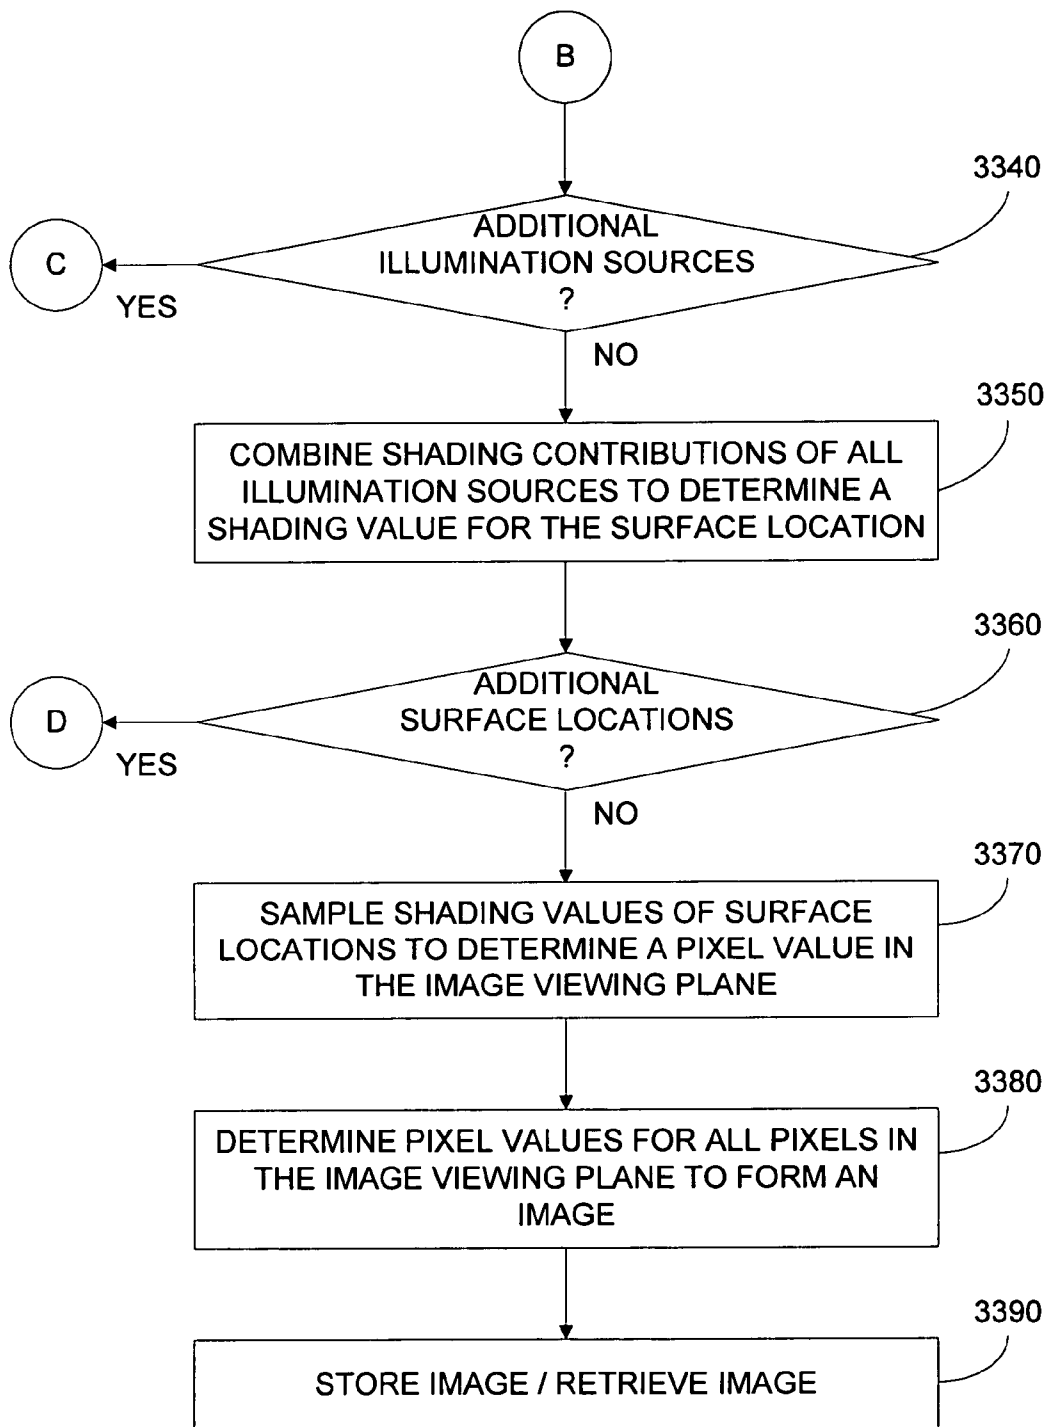 B
3340
ADDITIONAL
ILLUMINATION SOURCES
?
C
YES
NO
3350
COMBINE SHADING CONTRIBUTIONS OF ALL
ILLUMINATION SOURCES TO DETERMINE A
SHADING VALUE FOR THE SURFACE LOCATION
3360
ADDITIONAL
SURFACE LOCATIONS
?
D
YES
NO
3370
SAMPLE SHADING VALUES OF SURFACE
LOCATIONS TO DETERMINE A PIXEL VALUE IN
THE IMAGE VIEWING PLANE
3380
DETERMINE PIXEL VALUES FOR ALL PIXELS IN
THE IMAGE VIEWING PLANE TO FORM AN
IMAGE
3390
STORE IMAGE / RETRIEVE IMAGE